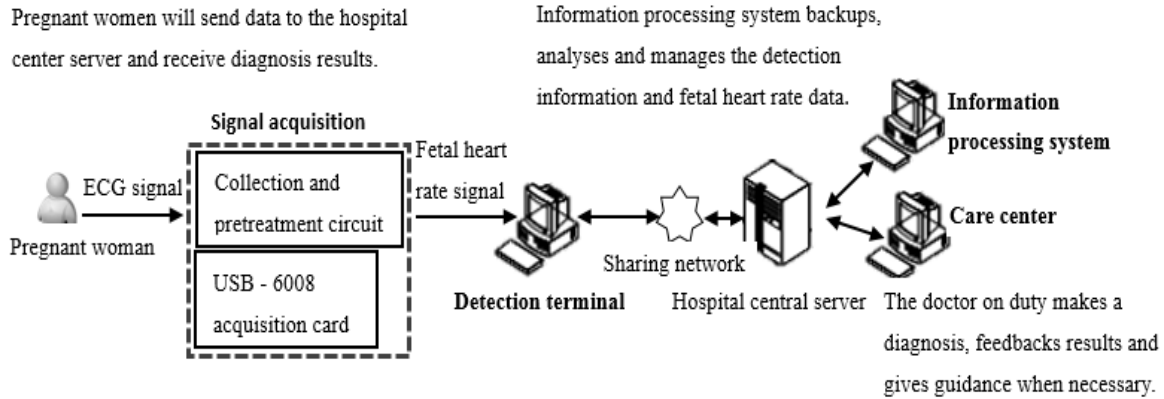 Pregnant women will send data to the hospital
center server and receive diagnosis results.
Information processing system backups,
analyses and manages the detection
information and fetal heart rate data.
Signal acquisition
Collection and
pretreatment circuit
USB - 6008
acquisition card
ECG signal
Pregnant woman
Fetal heart
rate signal
Detection terminal
Sharing network
Hospital central server
Information
processing system
Care center
The doctor on duty makes a
diagnosis, feedbacks results and
gives guidance when necessary.